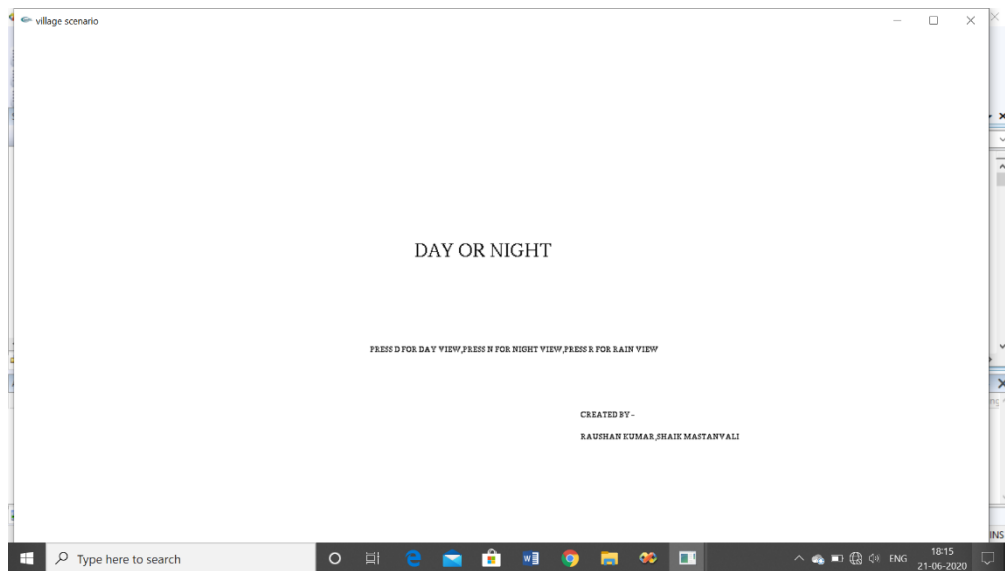 village scenario
DAY OR NIGHT
PRESS D FOR DAY VIEW,PRESS N FOR NIGHT VIEW,PRESS R FOR RAIN VIEW
CREATED BY -
RAUSHAN KUMAR,SHAIK MASTANVALI
INS
Type here to search
ENG
18:15
21-06-2020